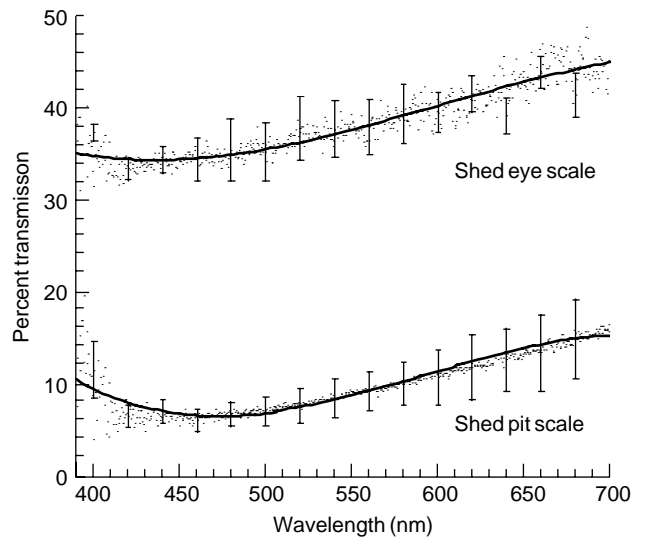 50
40
30
20
10
0
Percent transmisson
Shed eye scale
Shed pit scale
400 450 500 550 600 650 700
Wavelength (nm)